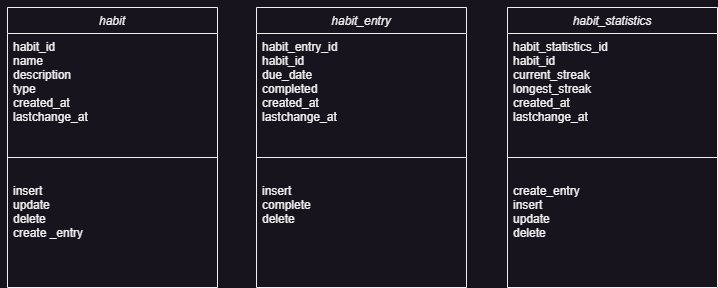 habit
habit_id
name
description
type
created_at
lastchange_at
insert
update
delete
create _entry
habit_entry
habit_entry_id
habit_id
due_date
completed
created_at
lastchange_at
insert
complete
delete
habit_statistics
habit_statistics_id
habit_id
current_streak
longest_streak
created_at
lastchange_at
create_entry
insert
update
delete